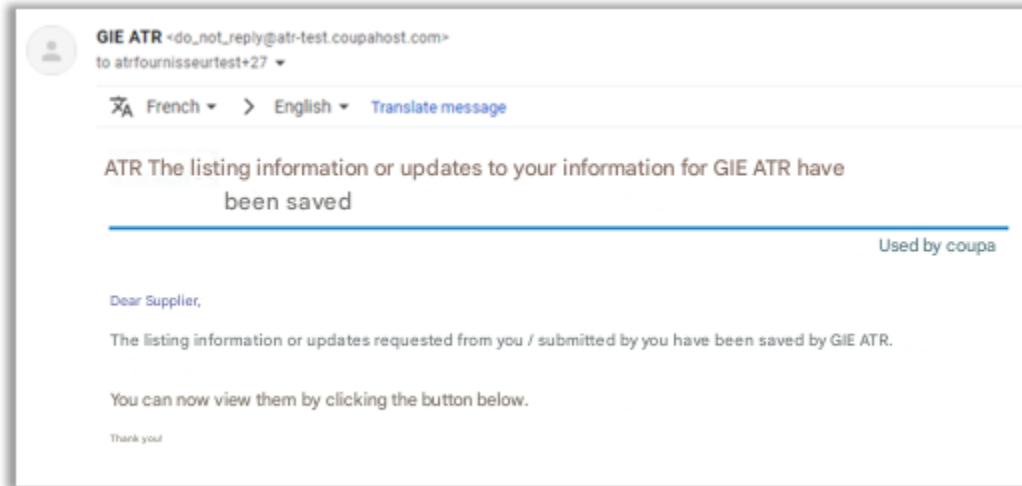 GIE ATR <do_not_reply@atr-test.coupahost.com>
to atrfournisseurtest+27
French > English Translate message
ATR The listing information or updates to your information for GIE ATR have
been saved
Used by coupa
Dear Supplier,
The listing information or updates requested from you / submitted by you have been saved by GIE ATR.
You can now view them by clicking the button below.
Thank you!